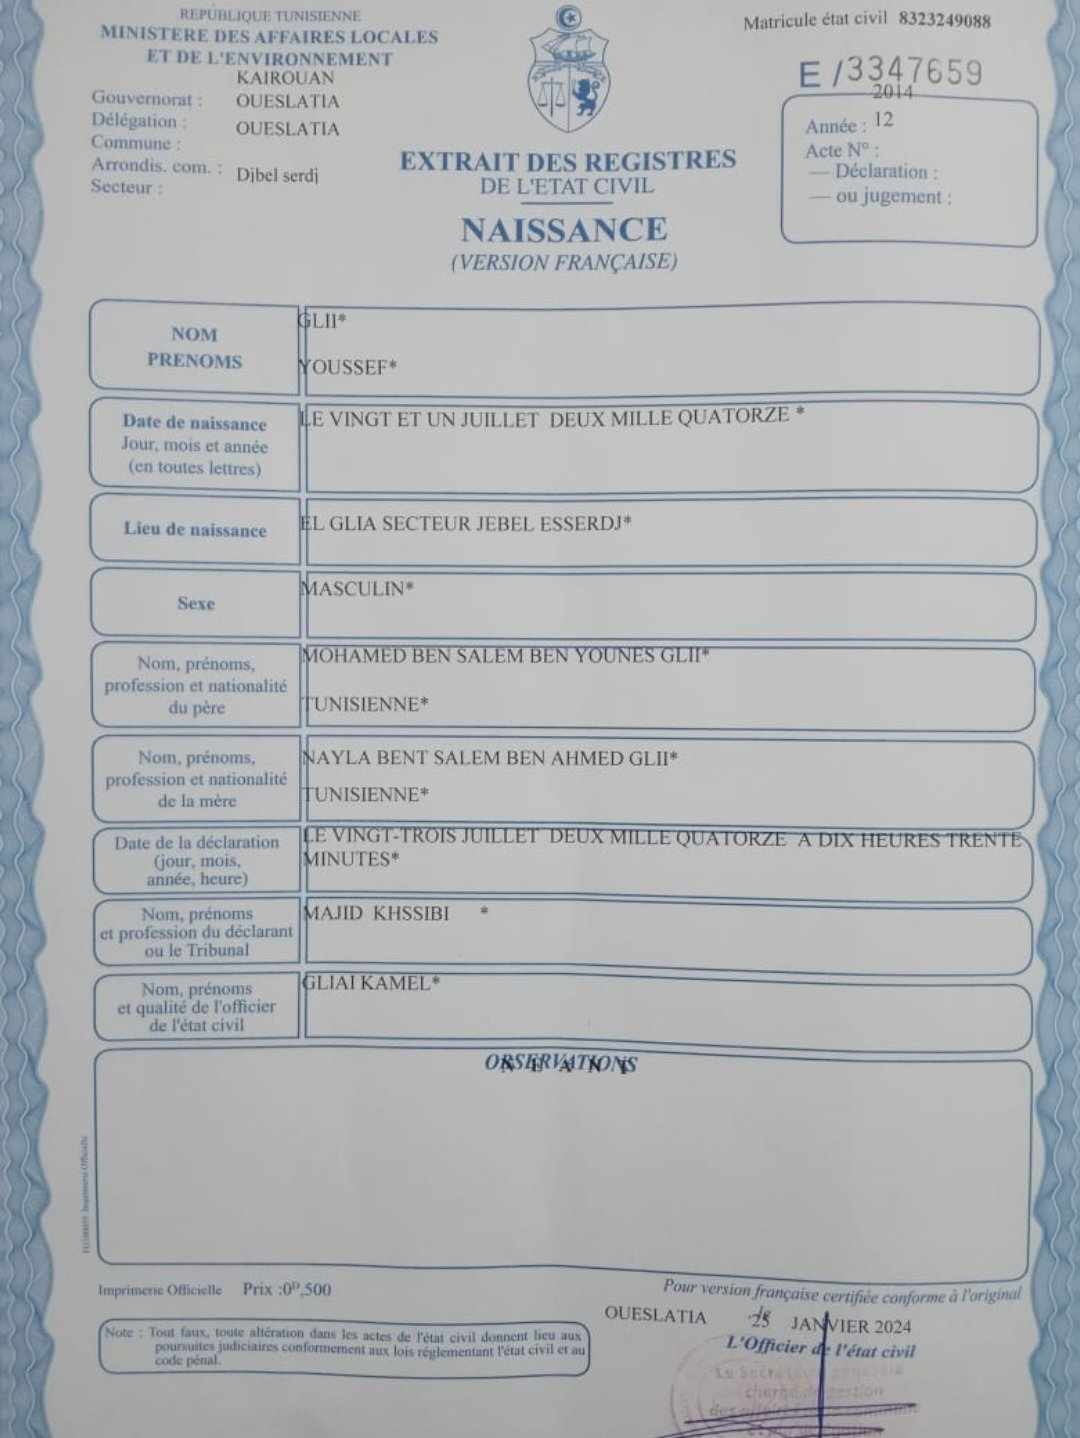 REPUBLIQUE TUNISIENNE
MINISTERE DES AFFAIRES LOCALES
ET DE L'ENVIRONNEMENT
KAIROUAN
Gouvernorat : OUESLATIA
Délégation : OUESLATIA
Commune :
Arrondis. com. : Djbel serdj
Secteur :
Matricule état civil 8323249088
E /3347659
2014
Année : 12
Acte N° :
— Déclaration :
— ou jugement :
EXTRAIT DES REGISTRES
DE L'ETAT CIVIL
NAISSANCE
(VERSION FRANÇAISE)
NOM
PRENOMS
GLII*
YOUSSEF*
Date de naissance
Jour, mois et année
(en toutes lettres)
LE VINGT ET UN JUILLET DEUX MILLE QUATORZE *
Lieu de naissance
EL GLIA SECTEUR JEBEL ESSERDJ*
Sexe
MASCULIN*
Nom, prénoms,
profession et nationalité
du père
MOHAMED BEN SALEM BEN YOUNES GLII*
TUNISIENNE*
Nom, prénoms,
profession et nationalité
de la mère
NAYLA BENT SALEM BEN AHMED GLII*
TUNISIENNE*
Date de la déclaration
(jour, mois,
année, heure)
LE VINGT-TROIS JUILLET DEUX MILLE QUATORZE A DIX HEURES TRENTE
MINUTES*
Nom, prénoms
et profession du déclarant
ou le Tribunal
MAJID KHSSIBI *
Nom, prénoms
et qualité de l'officier
de l'état civil
GLIAI KAMEL*
OBSERVATIONS
N E A N T
Imprimerie Officielle Prix :0ᴰ,500
Note : Tout faux, toute altération dans les actes de l'état civil donnent lieu aux
poursuites judiciaires conformement aux lois réglementant l'état civil et au
code pénal.
Pour version française certifiée conforme à l'original
OUESLATIA le
25 JANVIER 2024
L'Officier de l'état civil